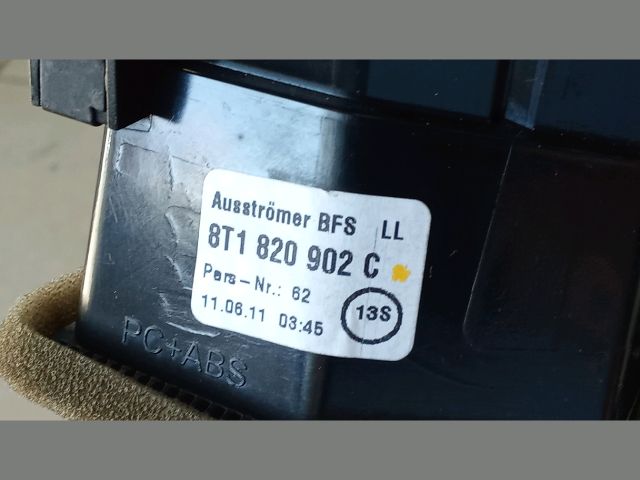 Ausströmer BFS LL
8T1 820 902 C
Pers-Nr.: 62
11.06.11 03:45 13S
PC+ABS